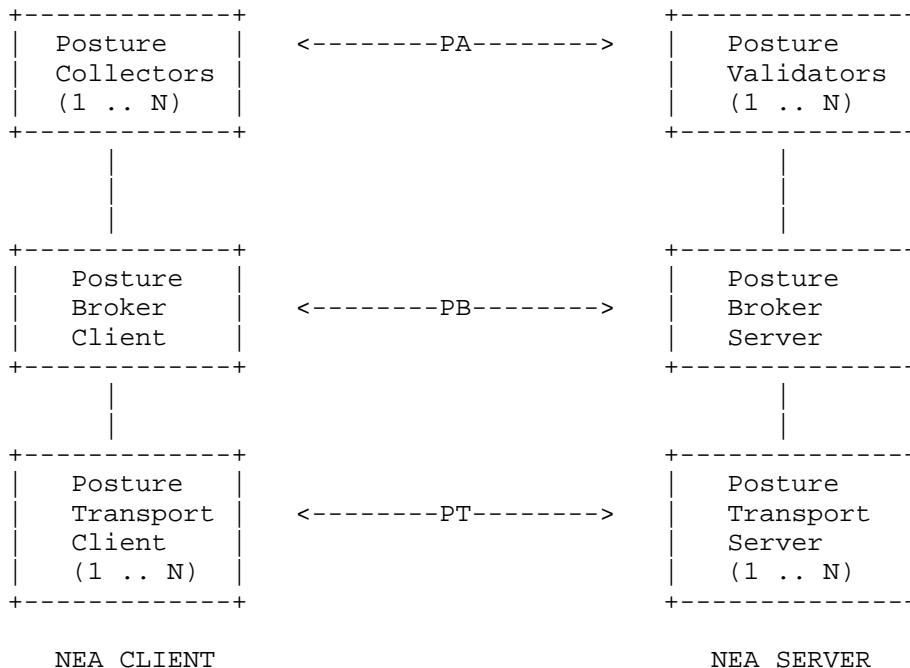 +-------------+                          +--------------
|   Posture   |   <--------PA-------->   |   Posture
|  Collectors |                          |   Validators
|  (1 .. N)   |                          |   (1 .. N)
+-------------+                          +--------------
      |                                        |
      |                                        |
      |                                        |
+-------------+                          +--------------
|   Posture   |                          |   Posture
|   Broker    |   <--------PB-------->   |   Broker
|   Client    |                          |   Server
+-------------+                          +--------------
      |                                        |
      |                                        |
+-------------+                          +--------------
|   Posture   |                          |   Posture
|   Transport |   <--------PT-------->   |   Transport
|   Client    |                          |   Server
|   (1 .. N)  |                          |   (1 .. N)
+-------------+                          +--------------
NEA CLIENT                               NEA SERVER